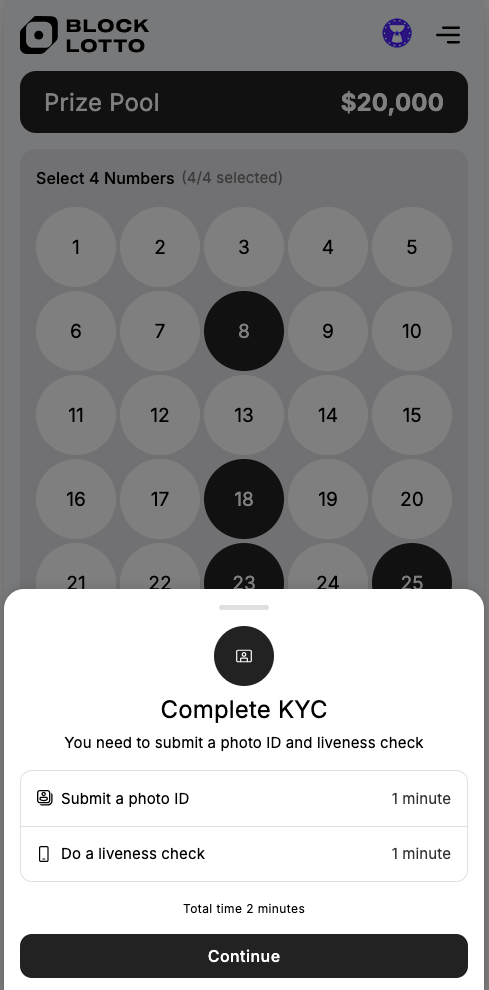 BLOCK
LOTTO
Prize Pool $20,000
Select 4 Numbers (4/4 selected)
1 2 3 4 5
6 7 8 9 10
11 12 13 14 15
16 17 18 19 20
21 22 23 24 25
Complete KYC
You need to submit a photo ID and liveness check
Submit a photo ID 1 minute
Do a liveness check 1 minute
Total time 2 minutes
Continue